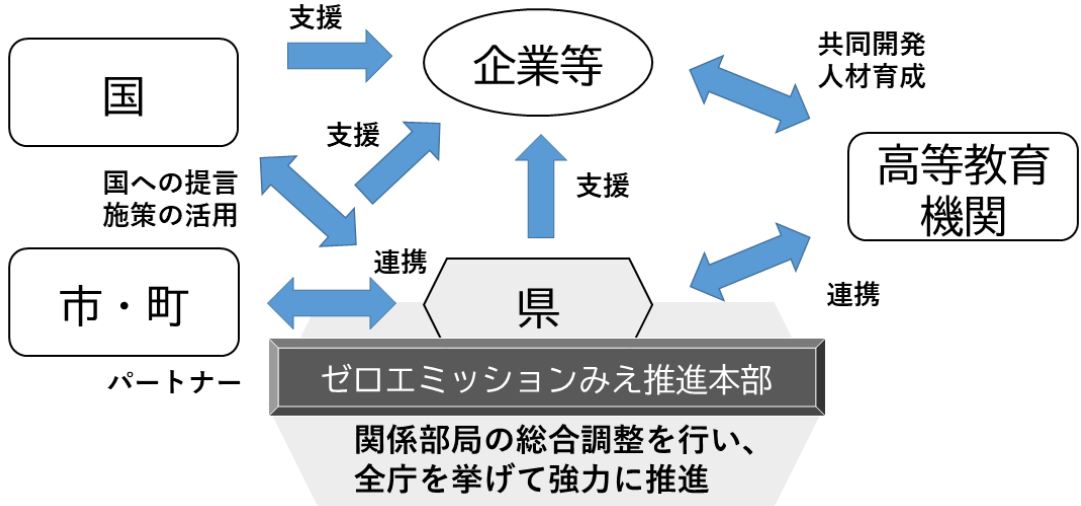 支援
企業等
共同開発
人材育成
国
支援
高等教育
機関
国への提言
施策の活用
支援
連携
市・町
県
連携
パートナー
ゼロエミッションみえ推進本部
関係部局の総合調整を行い、
全庁を挙げて強力に推進